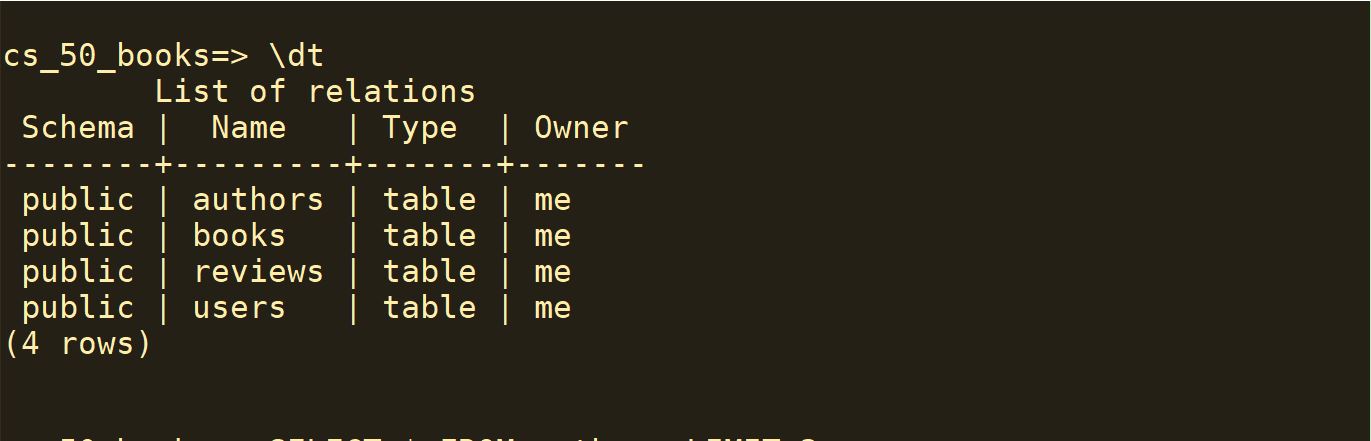 cs_50_books=> \dt
List of relations
Schema | Name | Type | Owner
--------+---------+-------+-------
public | authors | table | me
public | books | table | me
public | reviews | table | me
public | users | table | me
(4 rows)